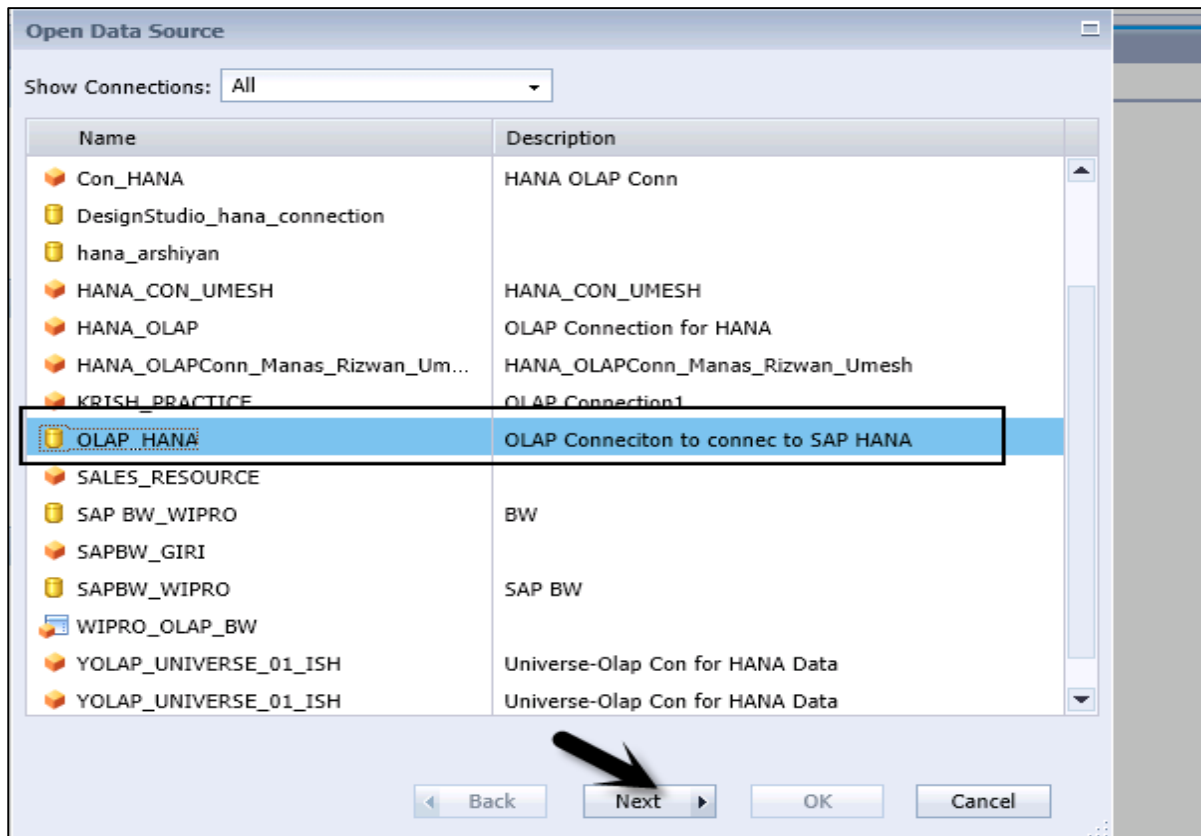 Open Data Source
Show Connections: All
Name Description
Con_HANA HANA OLAP Conn
DesignStudio_hana_connection
hana_arshiyan
HANA_CON_UMESH HANA_CON_UMESH
HANA_OLAP OLAP Connection for HANA
HANA_OLAPConn_Manas_Rizwan_Um... HANA_OLAPConn_Manas_Rizwan_Umesh
KRISH_PRACTICE OLAP Connection1
OLAP_HANA OLAP Conneciton to connec to SAP HANA
SALES_RESOURCE
SAP BW_WIPRO BW
SAPBW_GIRI
SAPBW_WIPRO SAP BW
WIPRO_OLAP_BW
YOLAP_UNIVERSE_01_ISH Universe-Olap Con for HANA Data
YOLAP_UNIVERSE_01_ISH Universe-Olap Con for HANA Data
Back Next OK Cancel